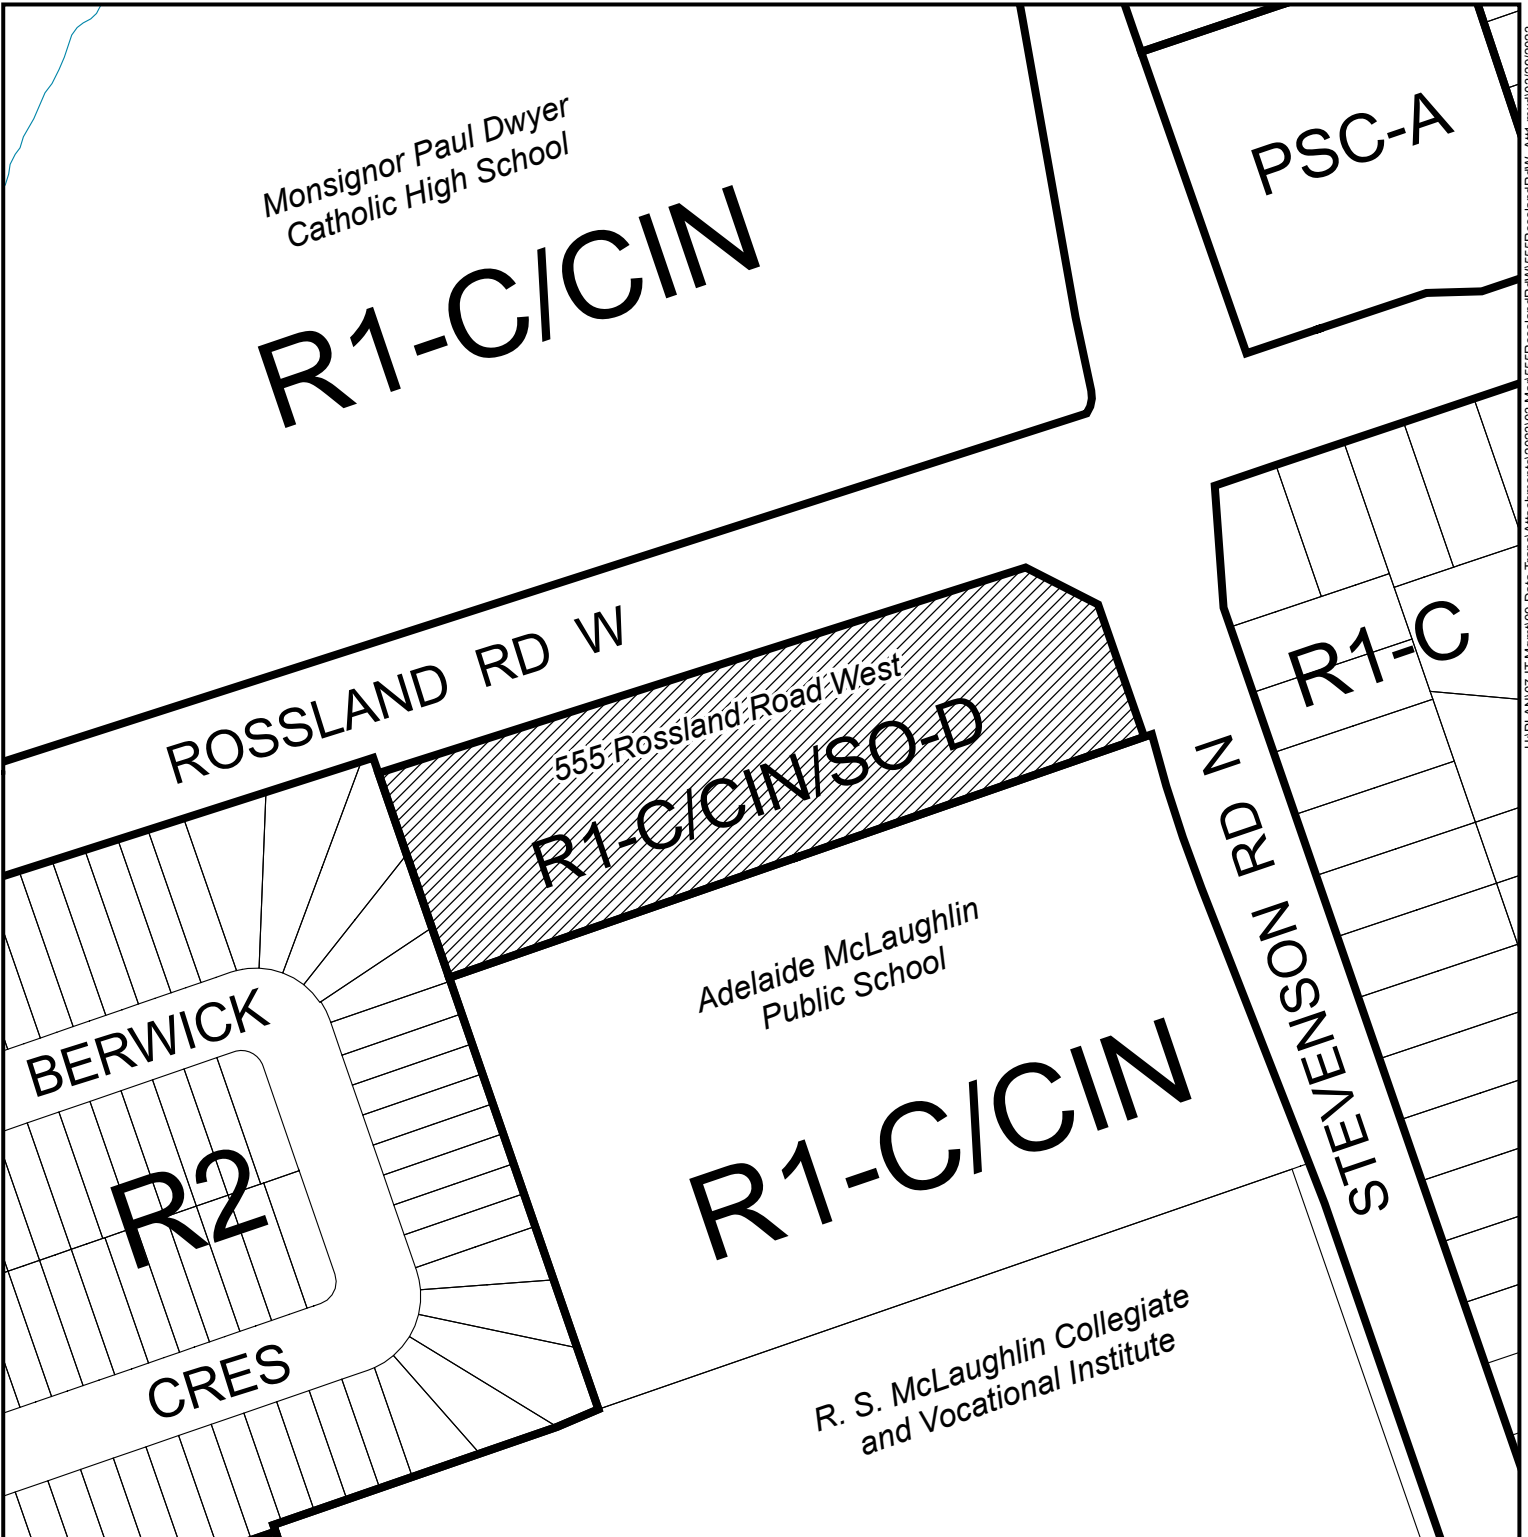 Monsignor Paul Dwyer
Catholic High School
R1-C/CIN
PSC-A
ROSSLAND RD W
555 Rossland Road West
R1-C/CIN/SO-D
R1-C
STEVENSON RD N
Adelaide McLaughlin
Public School
R1-C/CIN
BERWICK
R2
CRES
R. S. McLaughlin Collegiate
and Vocational Institute